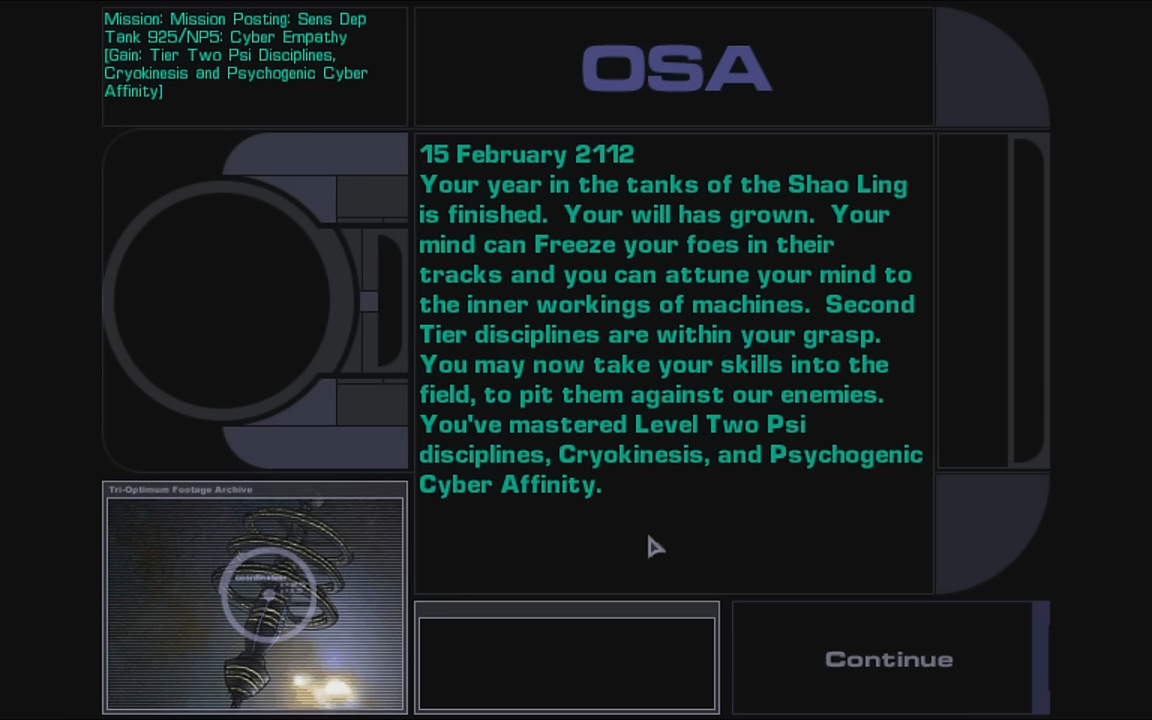 Mission: Mission Posting: Sens Dep
Tank 925/NP5: Cyber Empathy
[Gain: Tier Two Psi Disciplines,
Cryokinesis and Psychogenic Cyber
Affinity]
OSA
15 February 2112
Your year in the tanks of the Shao Ling
is finished.  Your will has grown.  Your
mind can Freeze your foes in their
tracks and you can attune your mind to
the inner workings of machines.  Second
Tier disciplines are within your grasp.
You may now take your skills into the
field, to pit them against our enemies.
You've mastered Level Two Psi
disciplines, Cryokinesis, and Psychogenic
Cyber Affinity.
Tri-Optimum Footage Archive
coordinates
Continue